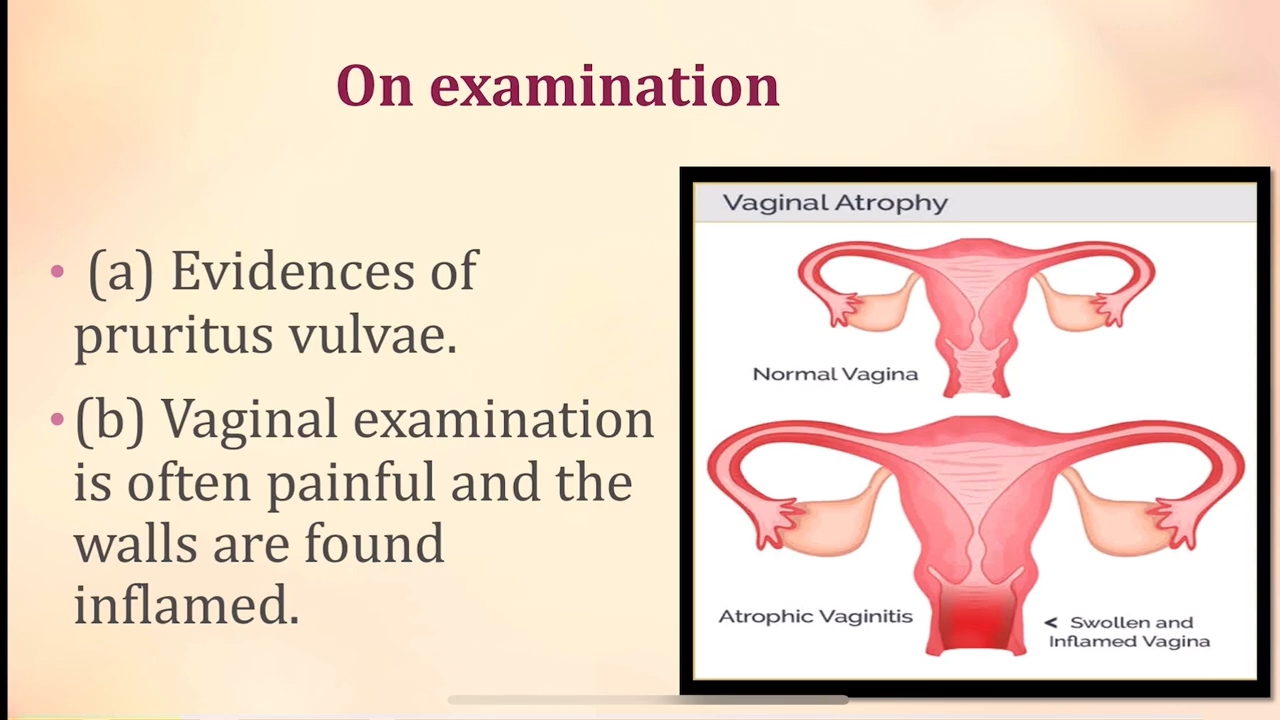 On examination
• (a) Evidences of
pruritus vulvae.
• (b) Vaginal examination
is often painful and the
walls are found
inflamed.
Vaginal Atrophy
Normal Vagina
Atrophic Vaginitis
< Swollen and
Inflamed Vagina